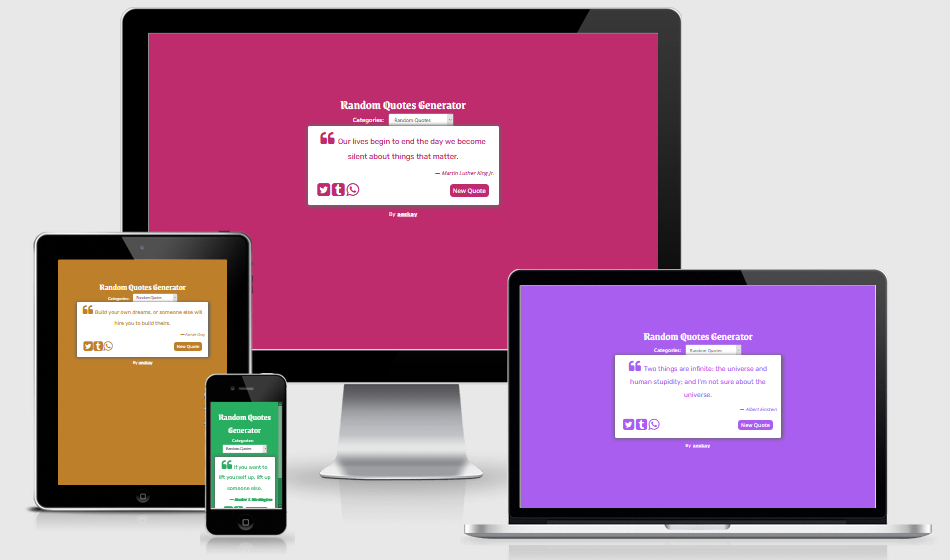 Random Quotes Generator
Categories: Random Quotes
Our lives begin to end the day we become
silent about things that matter.
— Martin Luther King Jr.
New Quote
By amikay
Random Quotes Generator
Categories: Random Quotes
Build your own dreams, or someone else will
hire you to build theirs.
— Farrah Gray
New Quote
By
Random Quotes
Generator
Categories:
Random Quotes
If you want to
lift yourself up, lift up
someone else.
Random Quotes Generator
Categories: Random Quotes
Two things are infinite: the universe and
human stupidity; and I'm not sure about the
universe.
— Albert Einstein
New Quote
By